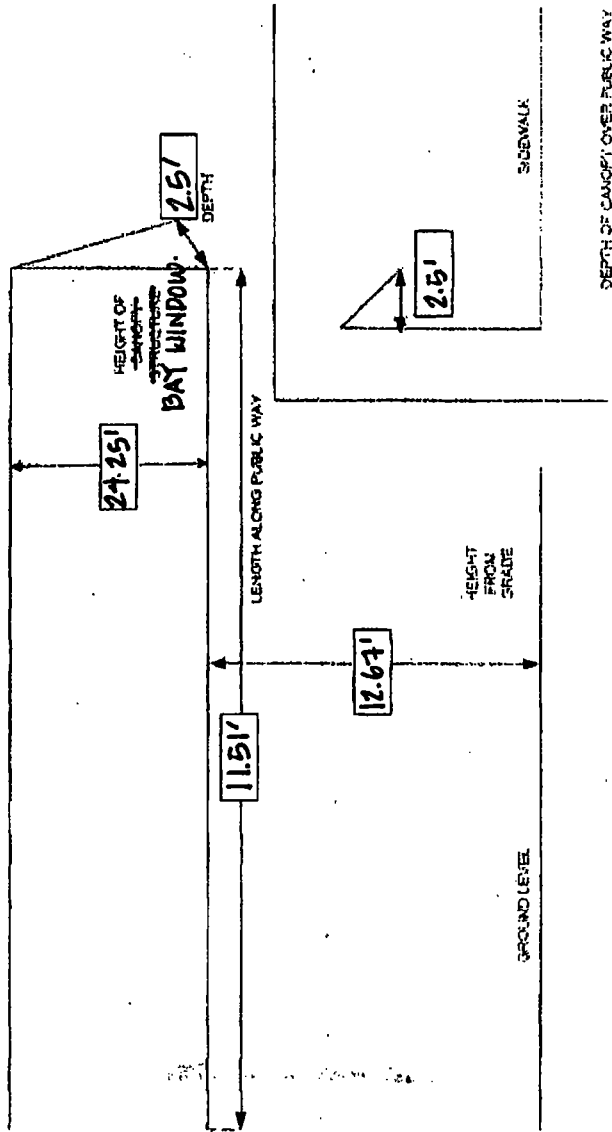 24.25'
HEIGHT OF
CANOPY
STRUCTURE
BAY WINDOW.
2.5'
DEPTH
LENGTH ALONG PUBLIC WAY
11.51'
12.67'
HEIGHT
FROM
GRADE
GROUND LEVEL
2.5'
SIDEWALK
DEPTH OF CANOPY OVER PUBLIC WAY